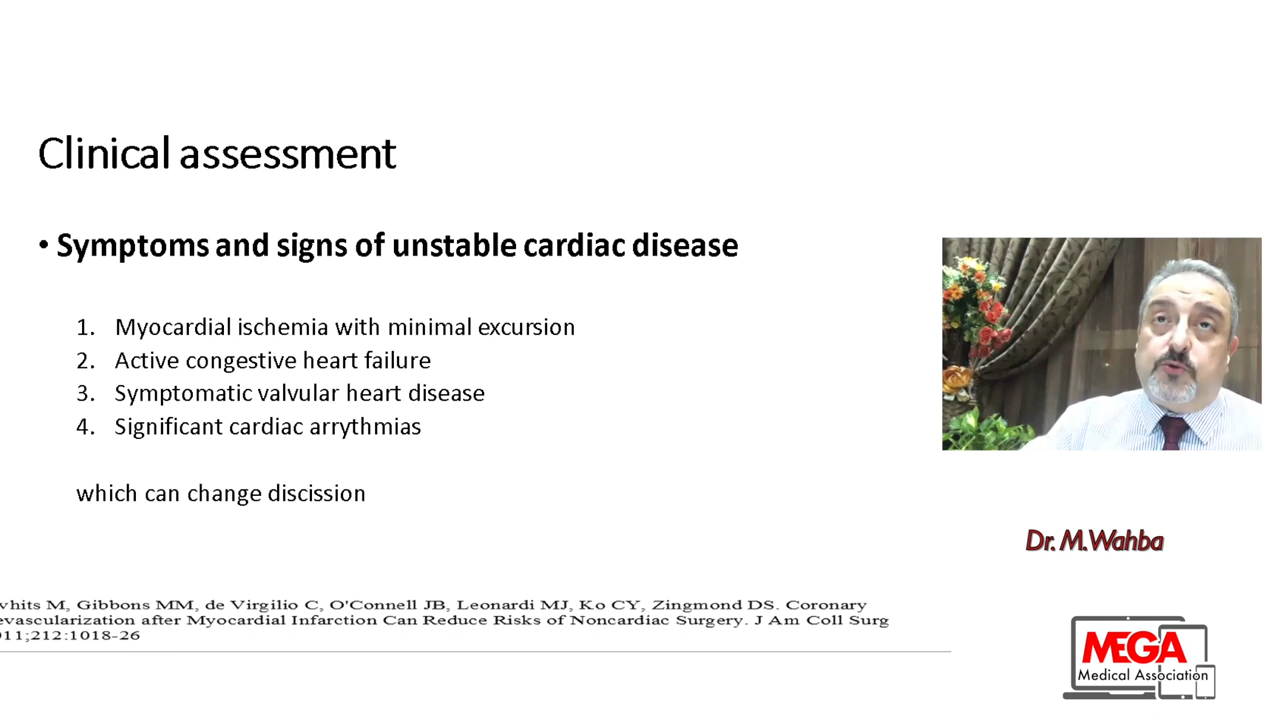 Clinical assessment
• Symptoms and signs of unstable cardiac disease
1. Myocardial ischemia with minimal excursion
2. Active congestive heart failure
3. Symptomatic valvular heart disease
4. Significant cardiac arrythmias
which can change discission
M, Gibbons MM, de Virgilio C, O'Connell JB, Leonardi MJ, Ko CY, Zingmond DS. Coronary
after Myocardial Infarction Can Reduce Risks of Noncardiac Surgery. J Am Coll Surg
11;212:1018-26
Dr. M.Wahba
MEGA
Medical Association